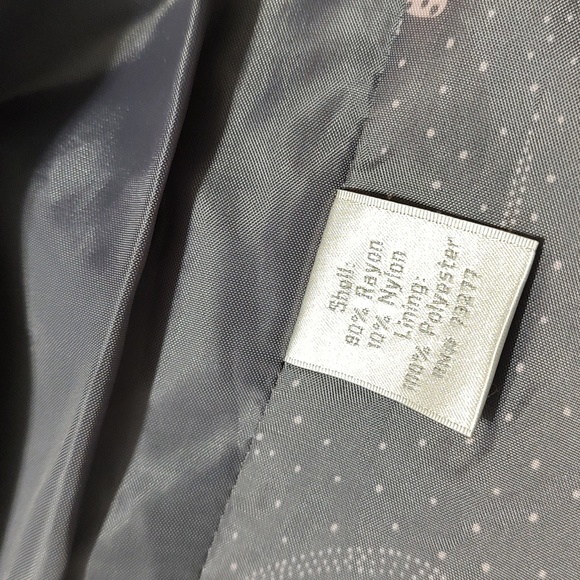 Shell:
90% Rayon
10% Nylon
Lining:
100% Polyester
RN# 73277